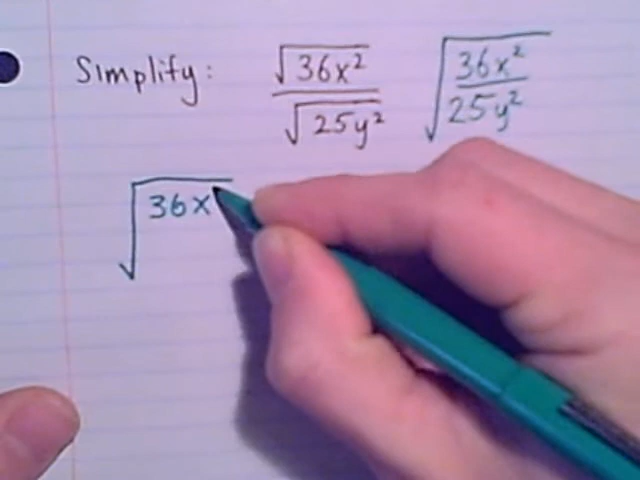 Simplify: √36x² / √25y² √(36x² / 25y²)
√36x